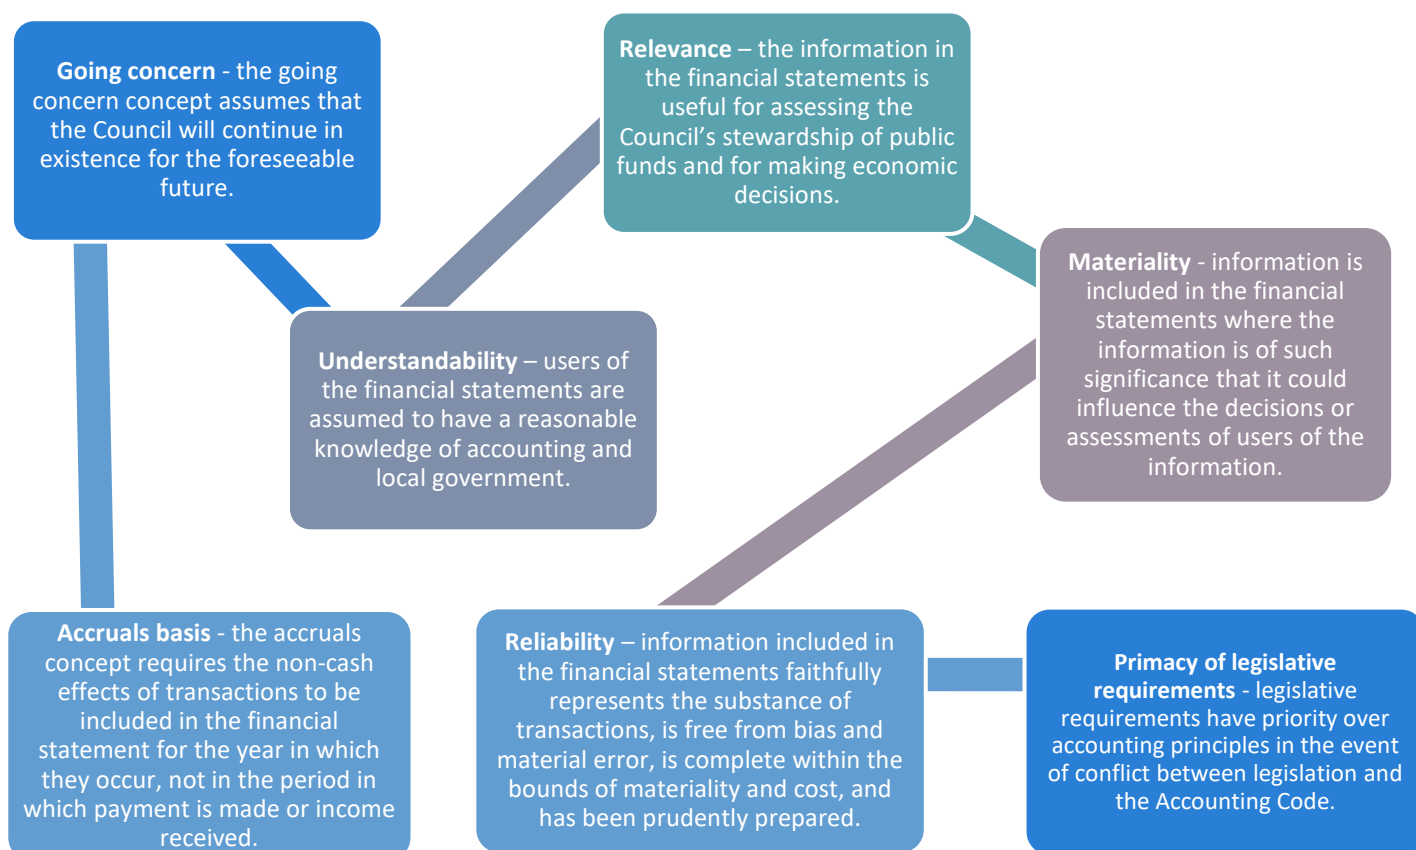 Going concern - the going
concern concept assumes that
the Council will continue in
existence for the foreseeable
future.
Relevance – the information in
the financial statements is
useful for assessing the
Council’s stewardship of public
funds and for making economic
decisions.
Understandability – users of
the financial statements are
assumed to have a reasonable
knowledge of accounting and
local government.
Materiality - information is
included in the financial
statements where the
information is of such
significance that it could
influence the decisions or
assessments of users of the
information.
Accruals basis - the accruals
concept requires the non-cash
effects of transactions to be
included in the financial
statement for the year in which
they occur, not in the period in
which payment is made or income
received.
Reliability – information included in
the financial statements faithfully
represents the substance of
transactions, is free from bias and
material error, is complete within the
bounds of materiality and cost, and
has been prudently prepared.
Primacy of legislative
requirements - legislative
requirements have priority over
accounting principles in the event
of conflict between legislation and
the Accounting Code.